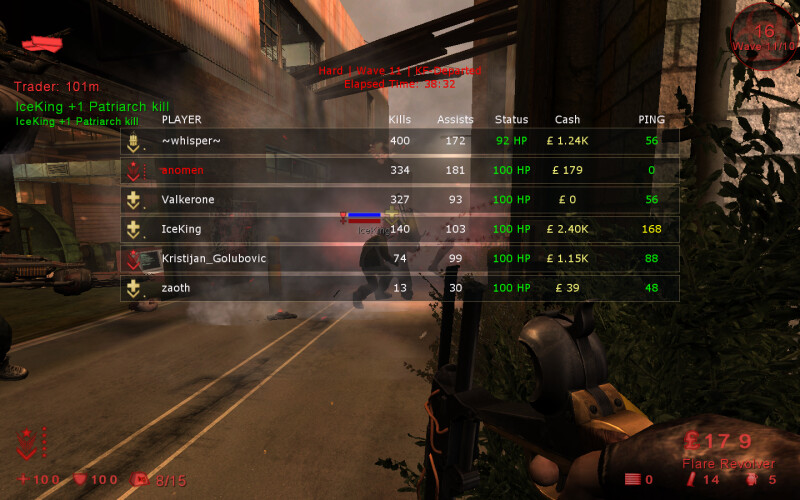 16
Wave 11/10
Hard | Wave 11 | KF-Departed
Elapsed Time: 38:32
Trader: 101m
IceKing +1 Patriarch kill
IceKing +1 Patriarch kill
PLAYER Kills Assists Status Cash PING
~whisper~ 400 172 92 HP £ 1.24K 56
anomen 334 181 100 HP £ 179 0
Valkerone 327 93 100 HP £ 0 56
IceKing 140 103 100 HP £ 2.40K 168
IceKing
Kristijan_Golubovic 74 99 100 HP £ 1.15K 88
zaoth 13 30 100 HP £ 39 48
£179
Flare Revolver
+100 100 8/15 0 14 5